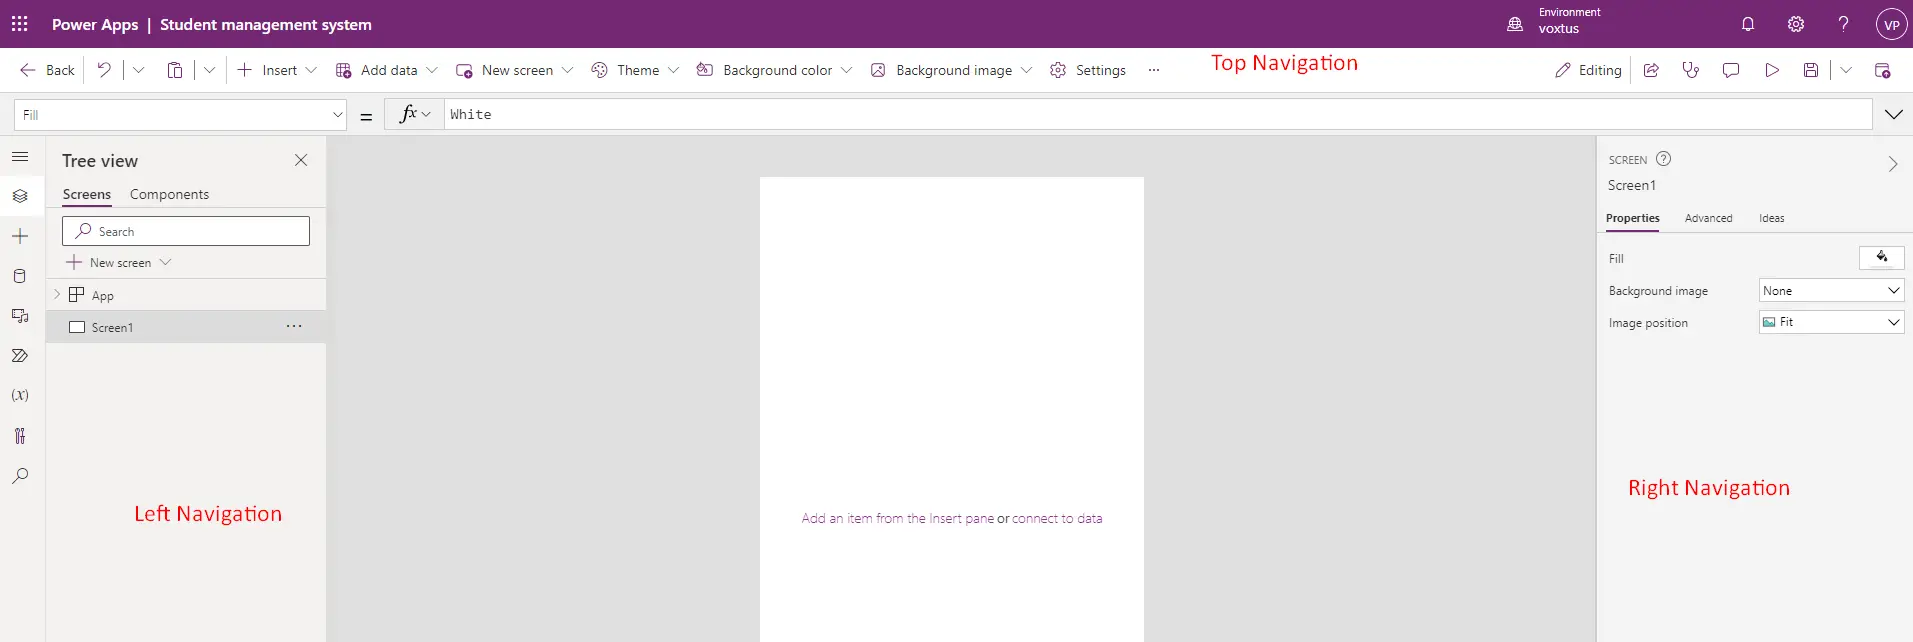 Power Apps | Student management system
Environment
voxtus
VP
Back
Insert
Add data
New screen
Theme
Background color
Background image
Settings
...
Top Navigation
Editing
Fill
=
fx
White
Tree view
Screens
Components
Search
New screen
App
Screen1
...
(x)
Left Navigation
Add an item from the Insert pane or connect to data
SCREEN ?
Screen1
Properties
Advanced
Ideas
Fill
Background image
None
Image position
Fit
Right Navigation